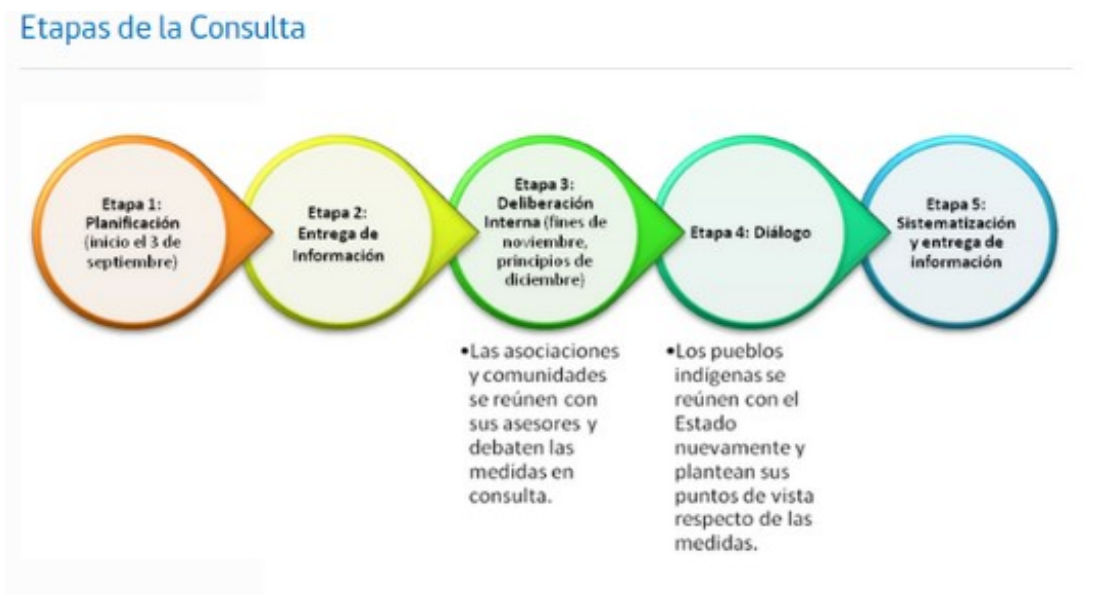 Etapas de la Consulta
Etapa 1:
Planificación
(inicio el 3 de
septiembre)
Etapa 2:
Entrega de
Información
Etapa 3:
Deliberación
Interna (fines de
noviembre,
principios de
diciembre)
Etapa 4: Diálogo
Etapa 5:
Sistematización
y entrega de
información
•Las asociaciones
y comunidades
se reúnen con
sus asesores y
debaten las
medidas en
consulta.
•Los pueblos
indígenas se
reúnen con el
Estado
nuevamente y
plantean sus
puntos de vista
respecto de las
medidas.